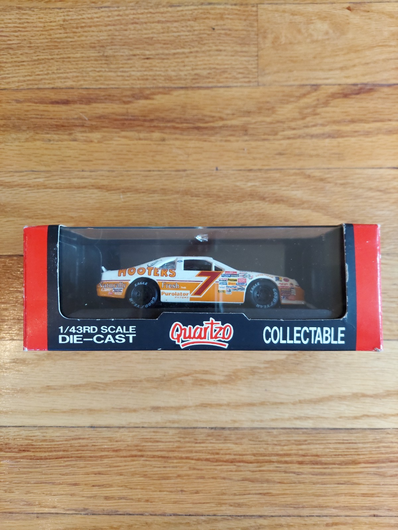 HOOTERS
7
Purolator
1/43RD SCALE
DIE-CAST
Quartzo
COLLECTABLE